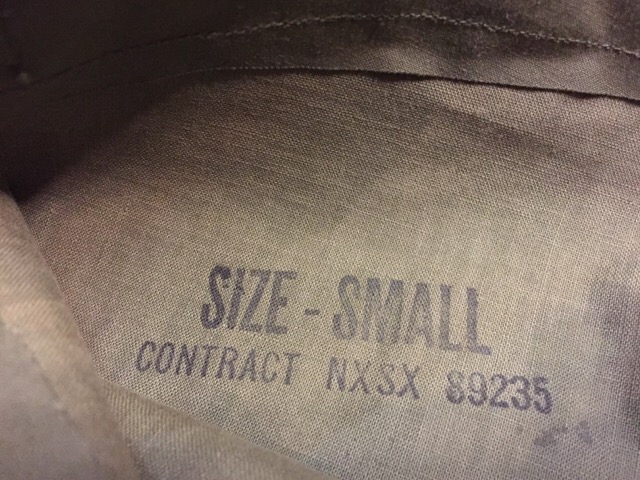 SIZE - SMALL
CONTRACT NXSX 89235